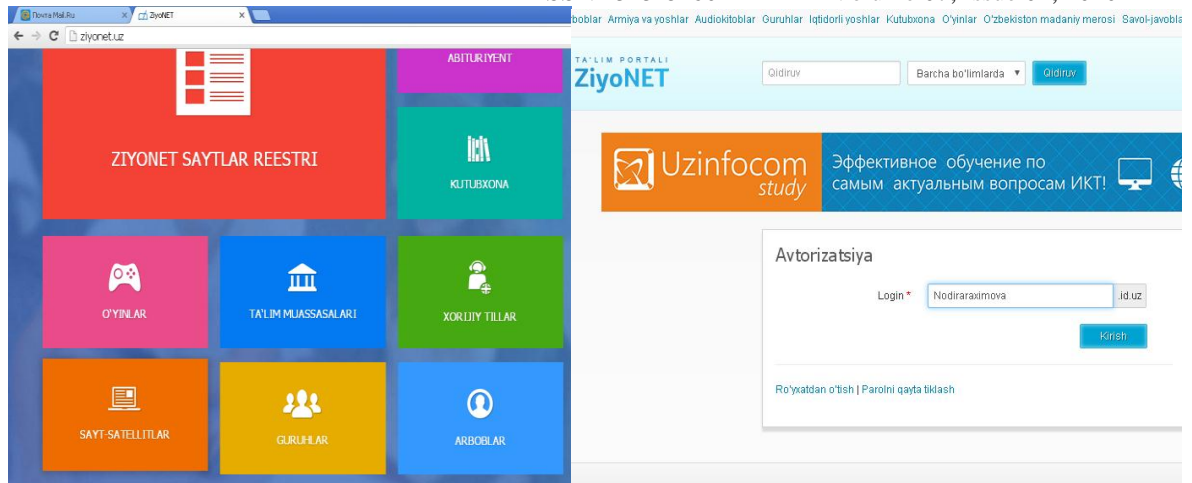 Почта Mail.Ru
ZiyoNET
ziyonet.uz
ABITURIYENT
ZIYONET SAYTLAR REESTRI
KUTUBXONA
O'YINLAR
TA'LIM MUASSASALARI
XORIJIY TILLAR
SAYT-SATELLITLAR
GURUHLAR
ARBOBLAR
Armiya va yoshlar Audiokitoblar Guruhlar Iqtidorli yoshlar Kutubxona O'yinlar O'zbekiston madaniy merosi
TA'LIM PORTALI
ZiyoNET
Qidiruv
Barcha bo'limlarda
Qidiruv
Uzinfocom
study
Эффективное обучение по
самым актуальным вопросам ИКТ!
Avtorizatsiya
Login * Nodiraraximova .id.uz
Kirish
Ro'yxatdan o'tish | Parolni qayta tiklash